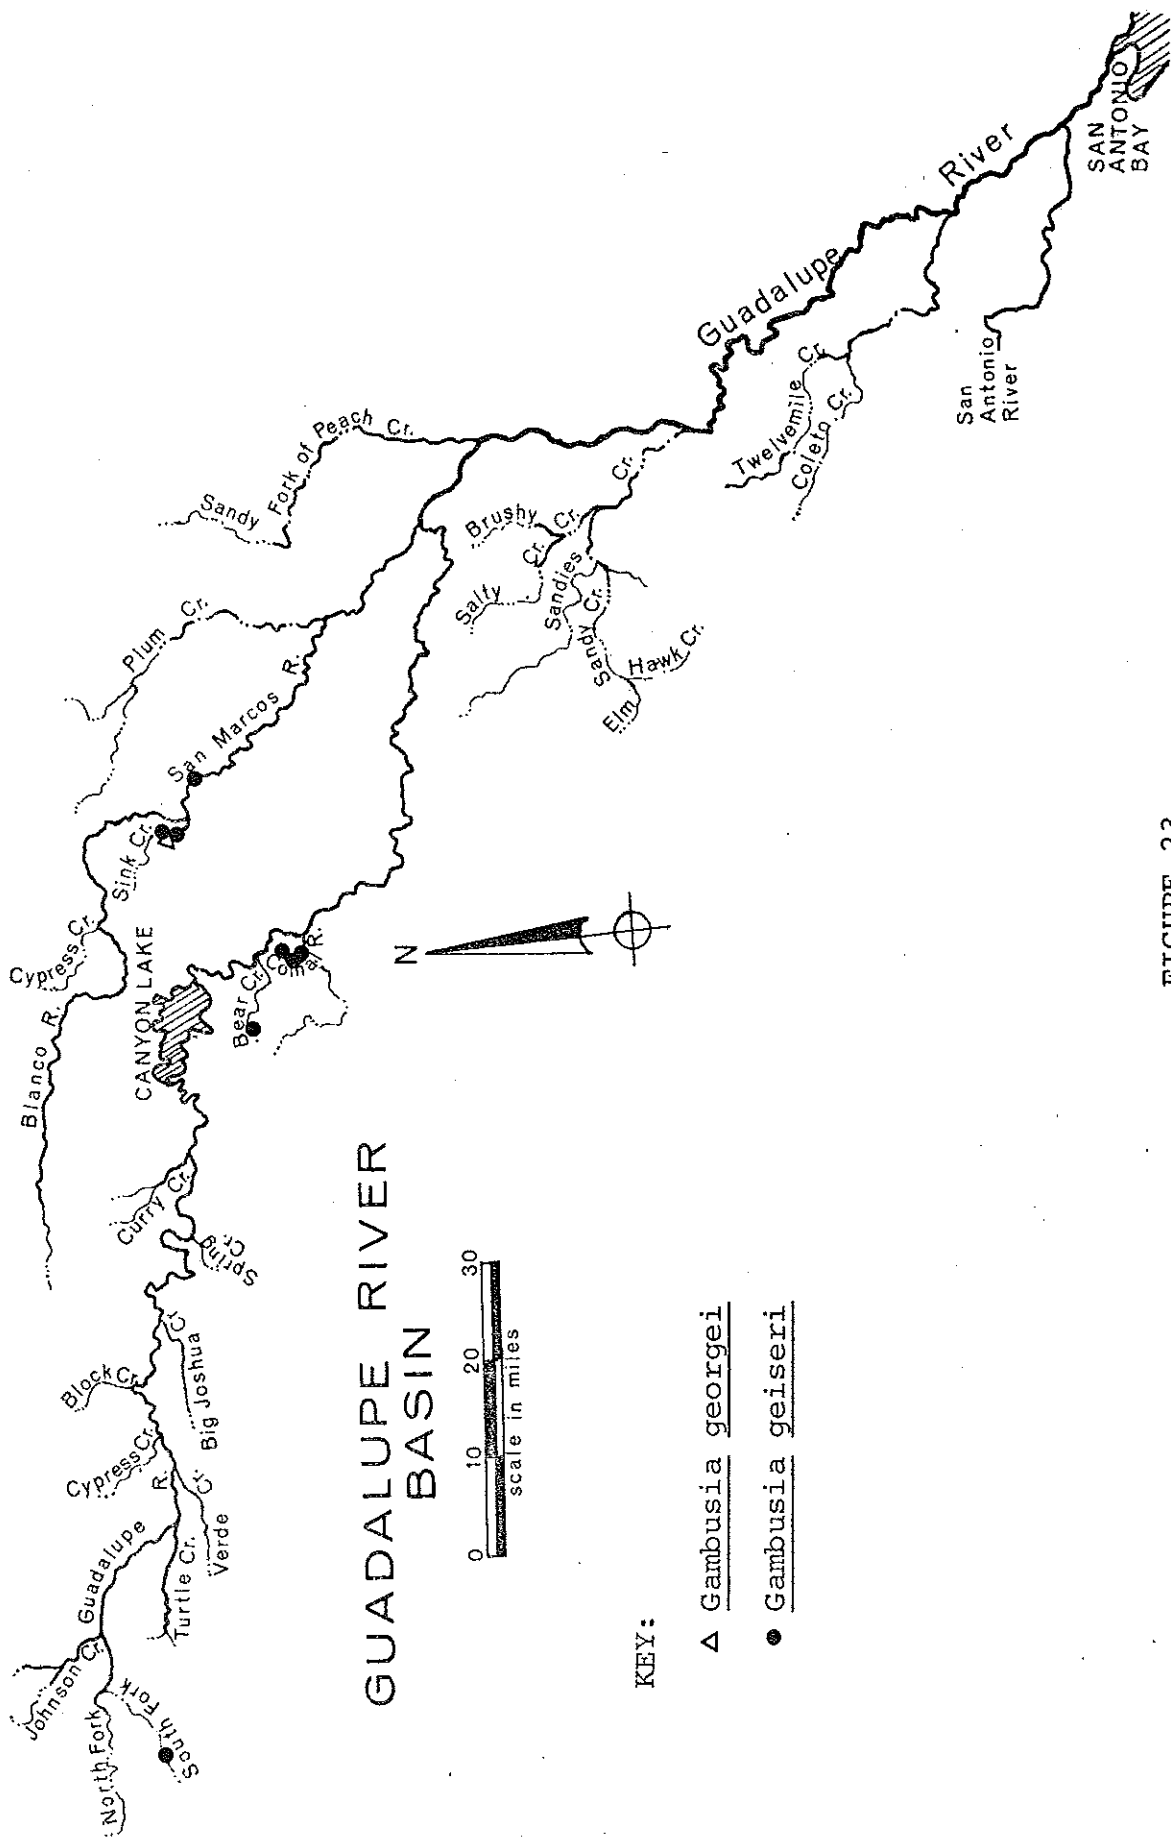 GUADALUPE RIVER
BASIN
0 10 20 30
scale in miles
KEY:
Δ Gambusia georgei
● Gambusia geiseri
N
Johnson Cr.
North Fork
South Fork
Guadalupe R.
Turtle Cr.
Verde Cr.
Cypress Cr.
Block Cr.
Big Joshua Cr.
Spring Cr.
Curry Cr.
CANYON LAKE
Blanco R.
Cypress Cr.
Sink Cr.
Bear Cr.
Comal R.
San Marcos R.
Plum Cr.
Sandy Fork of Peach Cr.
Brushy Cr.
Salty Cr.
Sandies Cr.
Sandy Cr.
Elm
Hawk Cr.
Twelvemile Cr.
Coleto Cr.
Guadalupe River
San
Antonio
River
SAN
ANTONIO
BAY
FIGURE 23